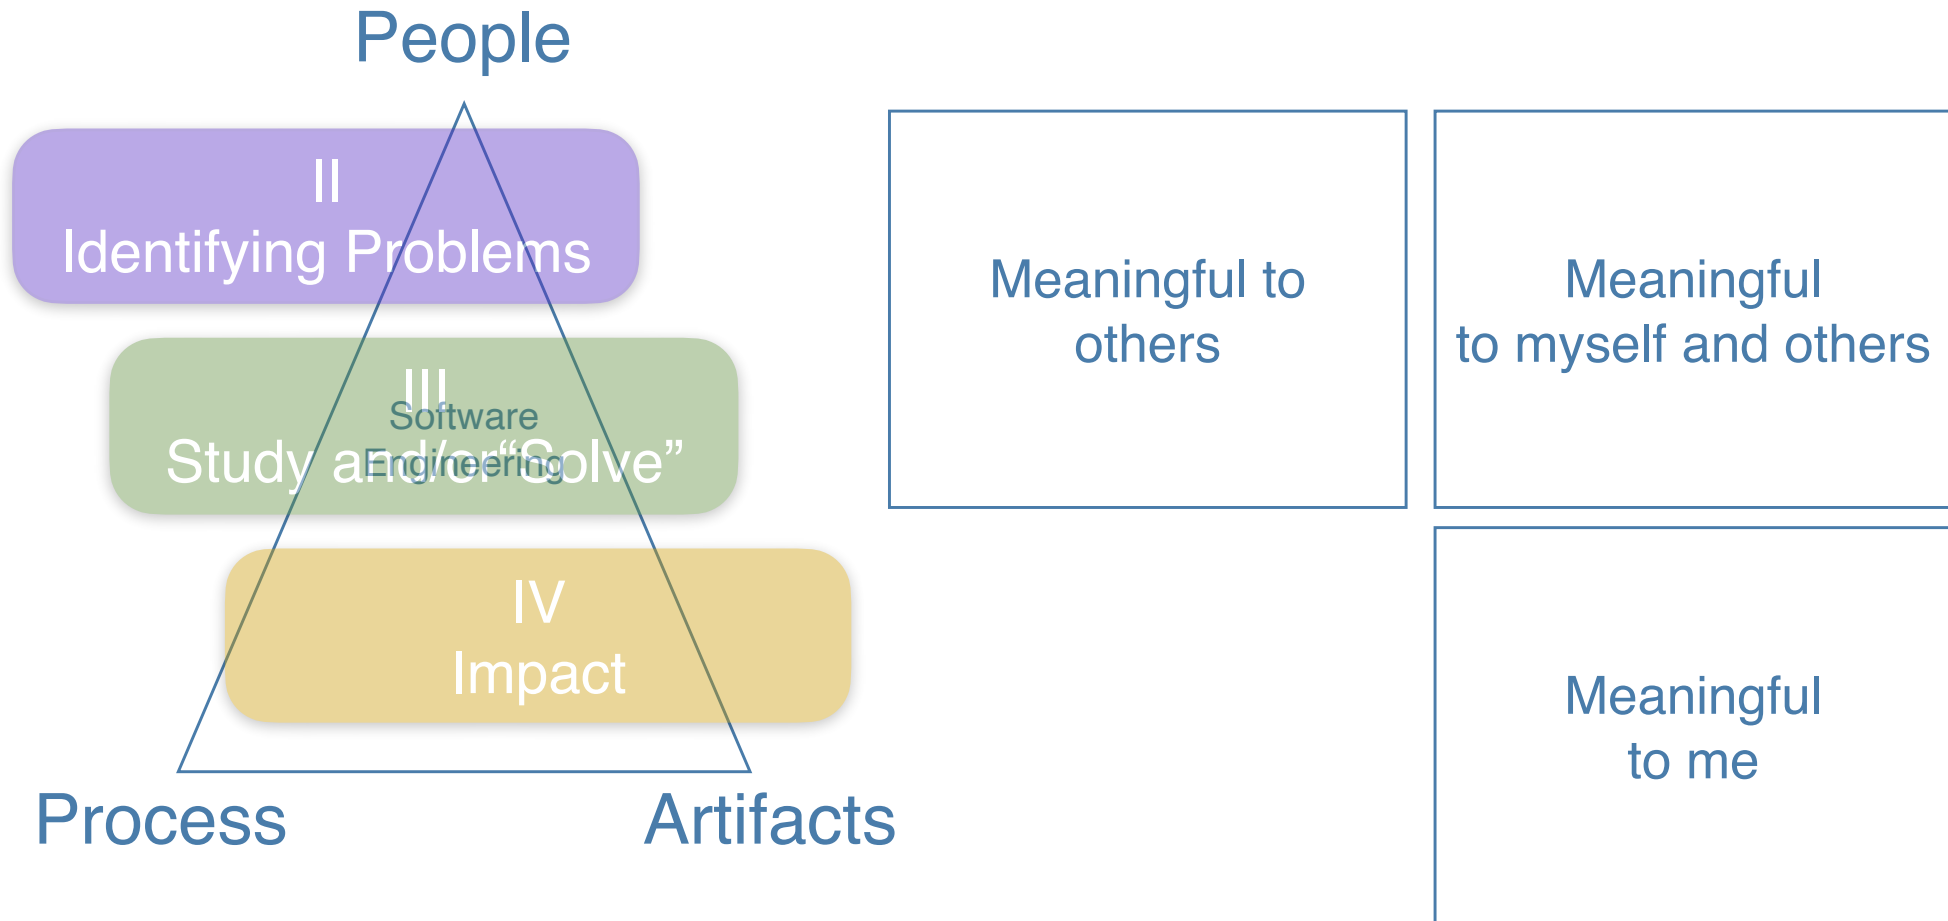 People
II
Identifying Problems
III
Study and/or“Solve”
Software
Engineering
IV
Impact
Process
Artifacts
Meaningful to
others
Meaningful
to myself and others
Meaningful
to me